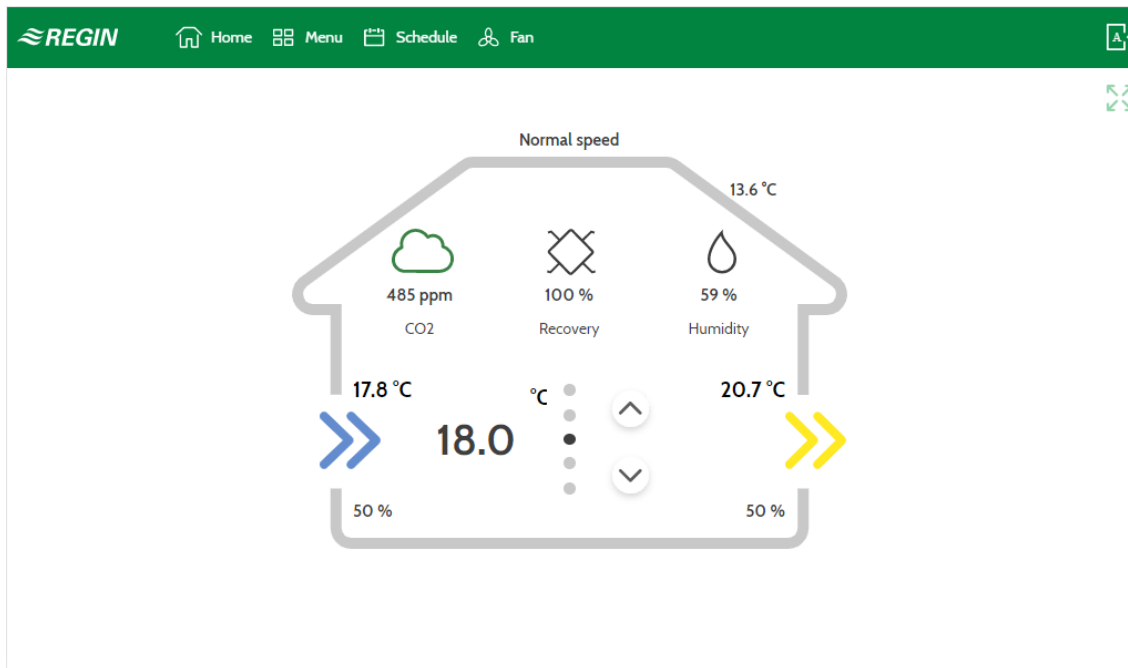 REGIN Home Menu Schedule Fan A
Normal speed
13.6 °C
485 ppm 100 % 59 %
CO2 Recovery Humidity
17.8 °C °C 20.7 °C
18.0
50 % 50 %